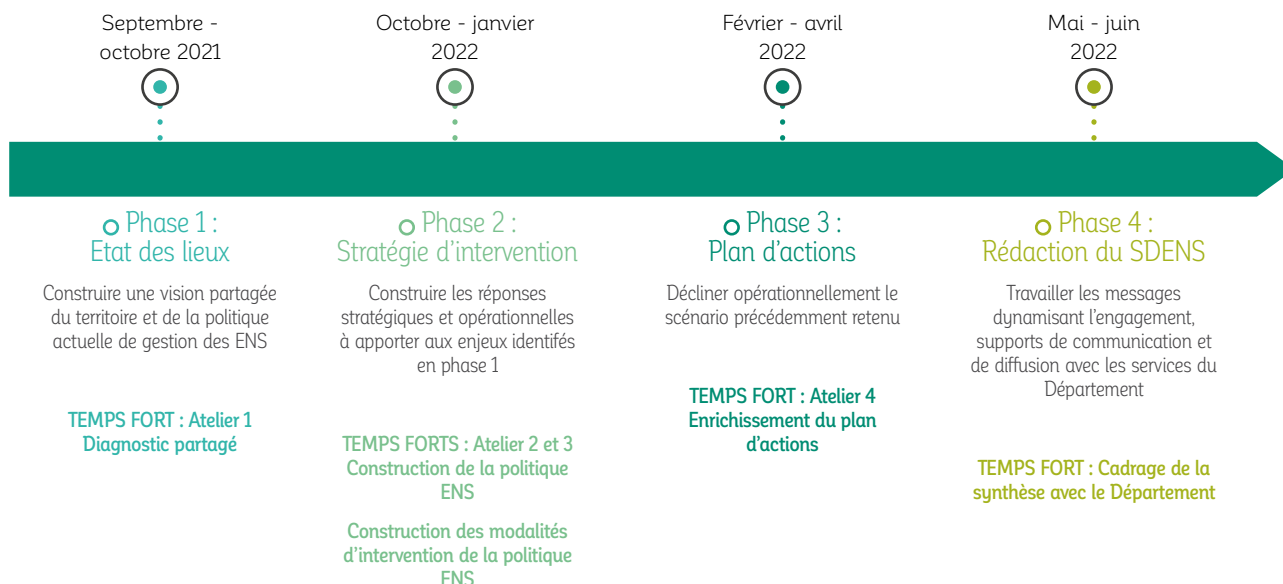 Septembre -
octobre 2021
Octobre - janvier
2022
Février - avril
2022
Mai - juin
2022
Phase 1 :
Etat des lieux
Construire une vision partagée
du territoire et de la politique
actuelle de gestion des ENS
TEMPS FORT : Atelier 1
Diagnostic partagé
Phase 2 :
Stratégie d'intervention
Construire les réponses
stratégiques et opérationnelles
à apporter aux enjeux identifiés
en phase 1
TEMPS FORTS : Atelier 2 et 3
Construction de la politique
ENS
Construction des modalités
d'intervention de la politique
ENS
Phase 3 :
Plan d'actions
Décliner opérationnellement le
scénario précédemment retenu
TEMPS FORT : Atelier 4
Enrichissement du plan
d'actions
Phase 4 :
Rédaction du SDENS
Travailler les messages
dynamisant l'engagement,
supports de communication et
de diffusion avec les services du
Département
TEMPS FORT : Cadrage de la
synthèse avec le Département